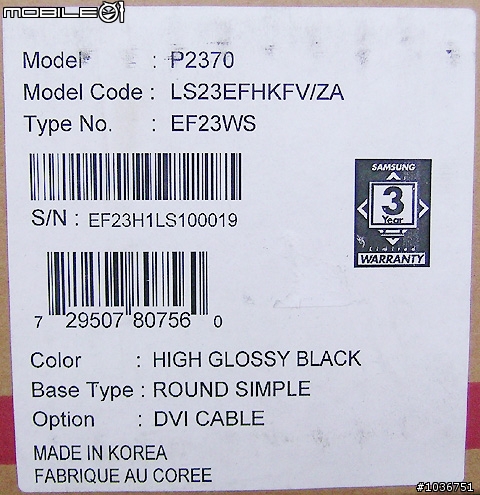 MOBILE01
Model : P2370
Model Code : LS23EFHKFV/ZA
Type No. : EF23WS
SAMSUNG
3
Year
Limited
WARRANTY
S/N : EF23H1LS100019
7 29507 80756 0
Color : HIGH GLOSSY BLACK
Base Type : ROUND SIMPLE
Option : DVI CABLE
MADE IN KOREA
FABRIQUE AU COREE
#1036751